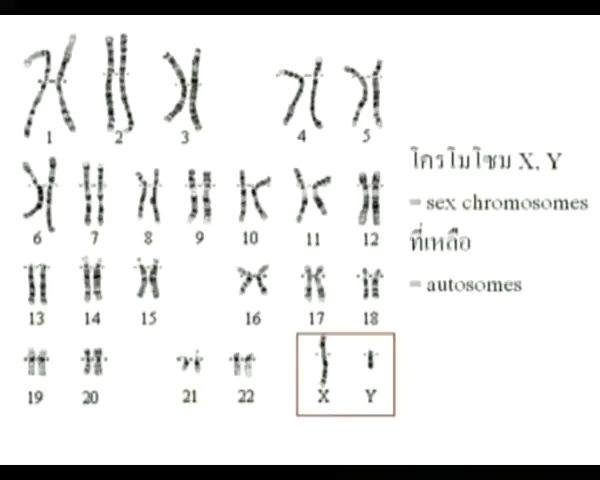 1 2 3 4 5
โครโมโซม X, Y
= sex chromosomes
6 7 8 9 10 11 12
ที่เหลือ
= autosomes
13 14 15 16 17 18
19 20 21 22 X Y